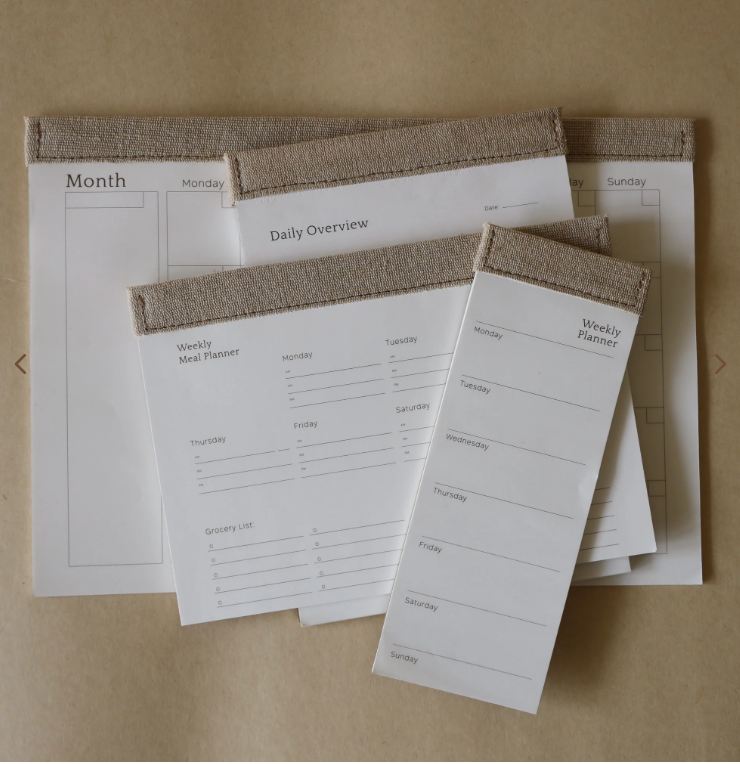 Month
Monday
Sunday
Daily Overview
Date
Weekly
Meal Planner
Monday
Tuesday
Thursday
Friday
Saturday
Grocery List:
Weekly
Planner
Monday
Tuesday
Wednesday
Thursday
Friday
Saturday
Sunday